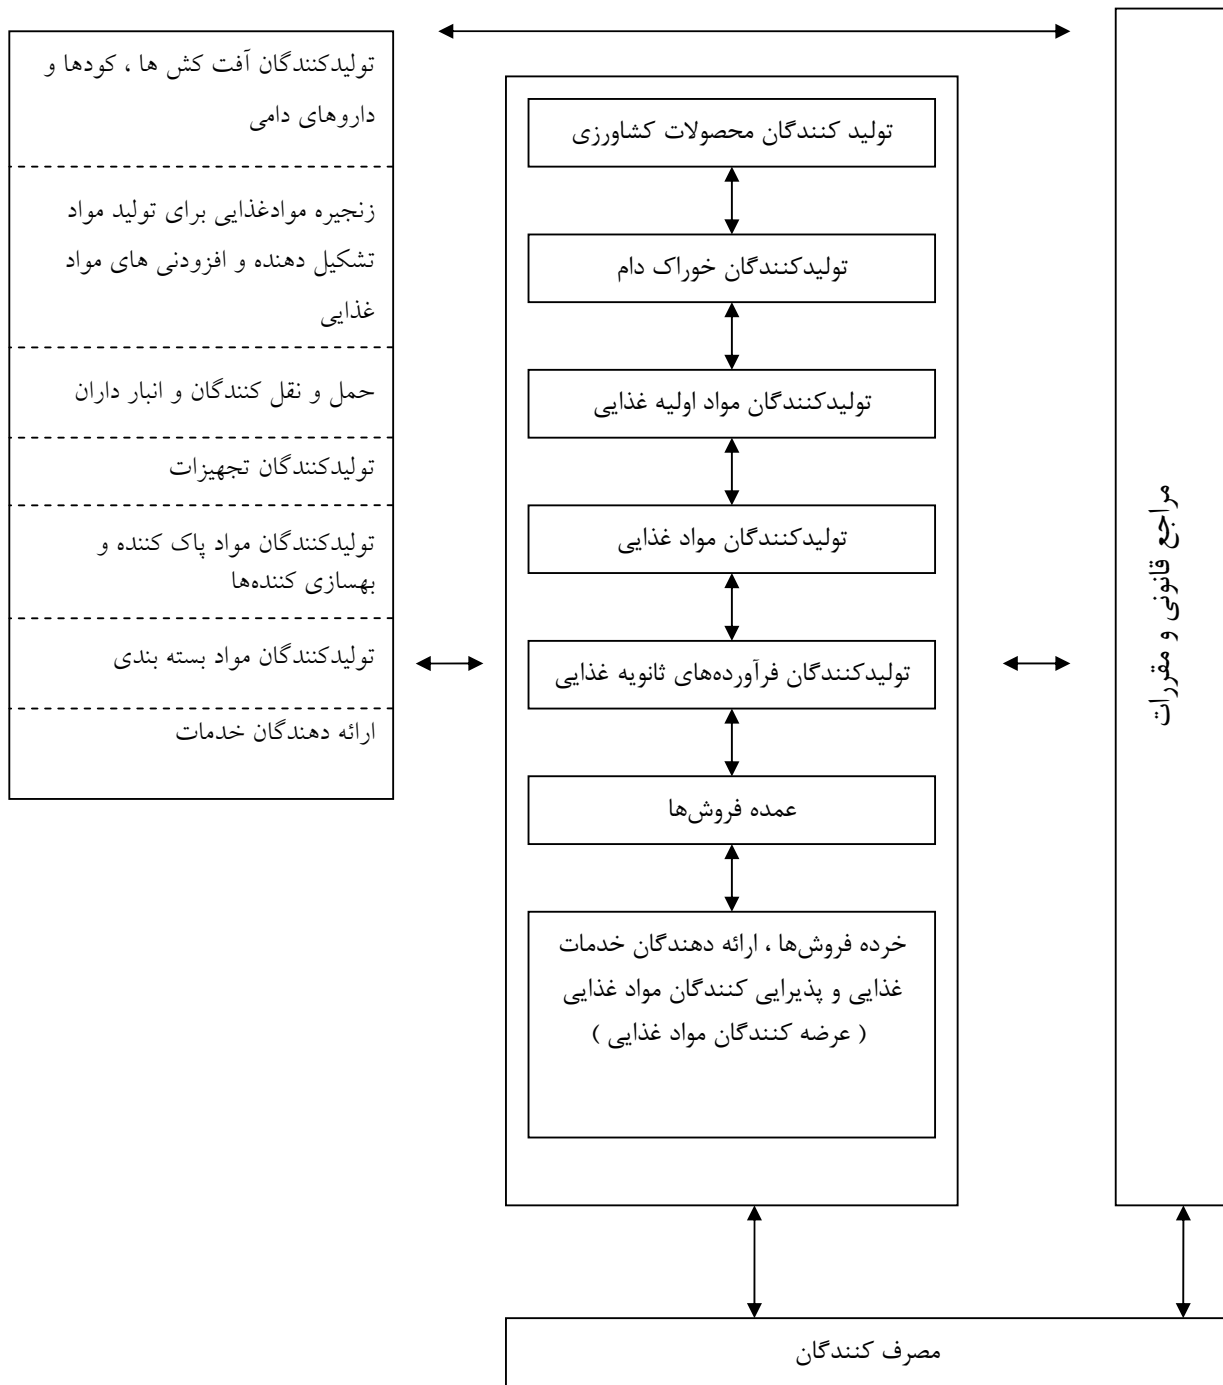 تولیدکنندگان آفت کش ها ، کودها و
داروهای دامی
زنجیره موادغذایی برای تولید مواد
تشکیل دهنده و افزودنی های مواد
غذایی
حمل و نقل کنندگان و انبار داران
تولیدکنندگان تجهیزات
تولیدکنندگان مواد پاک کننده و
بهسازی کننده‌ها
تولیدکنندگان مواد بسته بندی
ارائه دهندگان خدمات
تولید کنندگان محصولات کشاورزی
تولیدکنندگان خوراک دام
تولیدکنندگان مواد اولیه غذایی
تولیدکنندگان مواد غذایی
تولیدکنندگان فرآورده‌های ثانویه غذایی
عمده فروش‌ها
خرده فروش‌ها ، ارائه دهندگان خدمات
غذایی و پذیرایی کنندگان مواد غذایی
( عرضه کنندگان مواد غذایی )
مراجع قانونی و مقررات
مصرف کنندگان